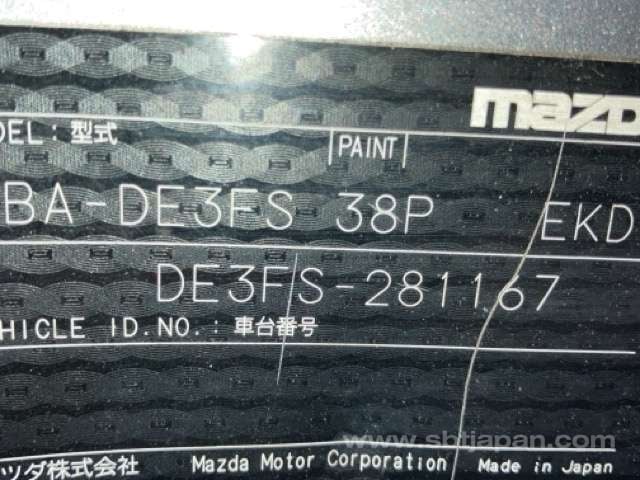 mazD
DEL : 型式
PAINT
BA-DE3FS 38P EKD
DE3FS-281167
HICLE ID.NO. : 車台番号
www.sbtjapan.com
ツダ株式会社 Mazda Motor Corporation Made in Japan